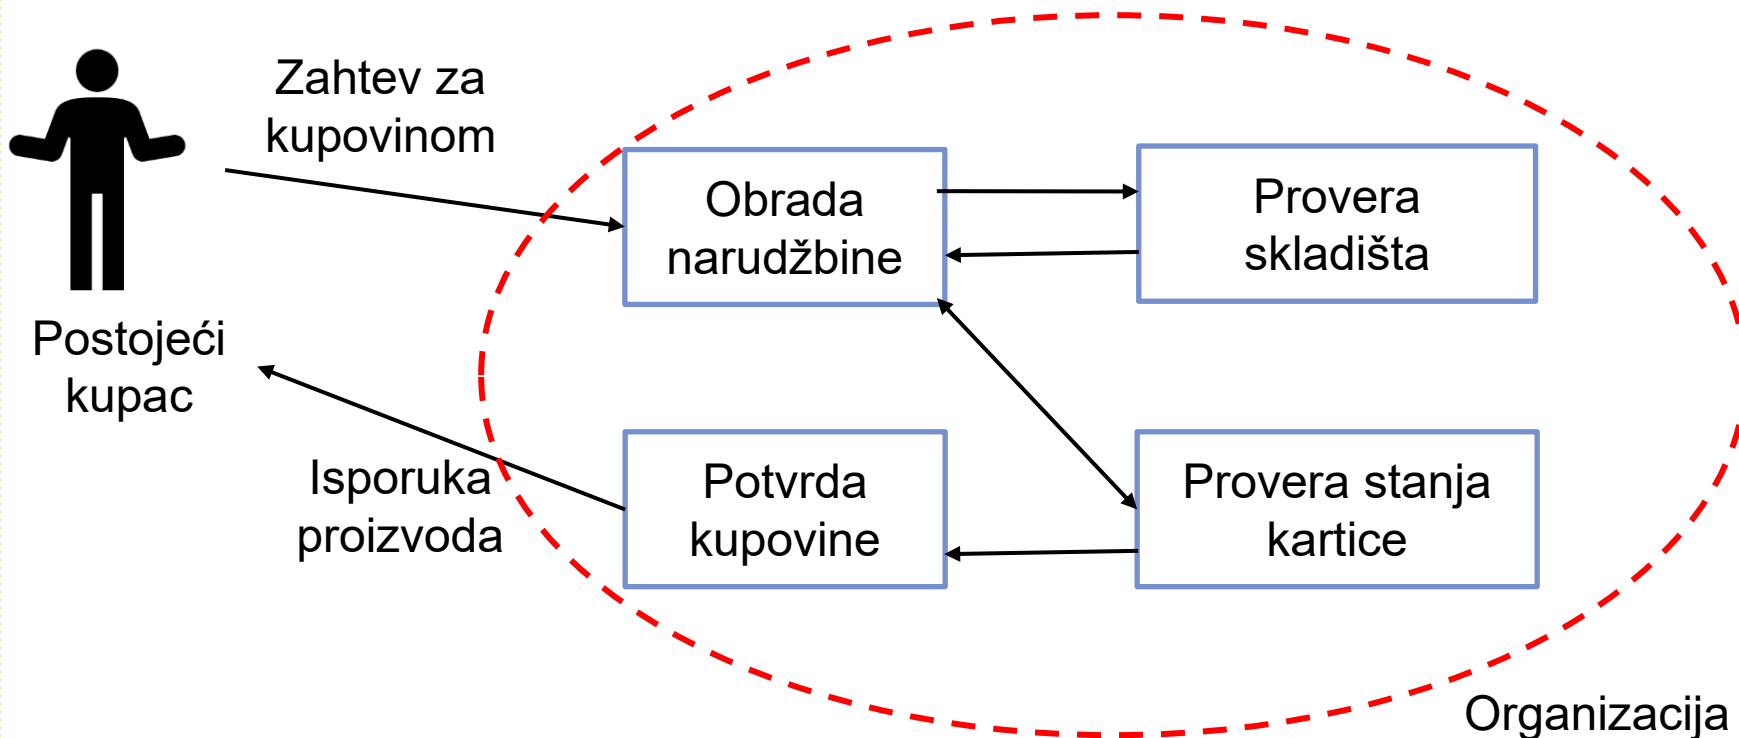 Zahtev za
kupovinom
Obrada
narudžbine
Provera
skladišta
Postojeći
kupac
Isporuka
proizvoda
Potvrda
kupovine
Provera stanja
kartice
Organizacija